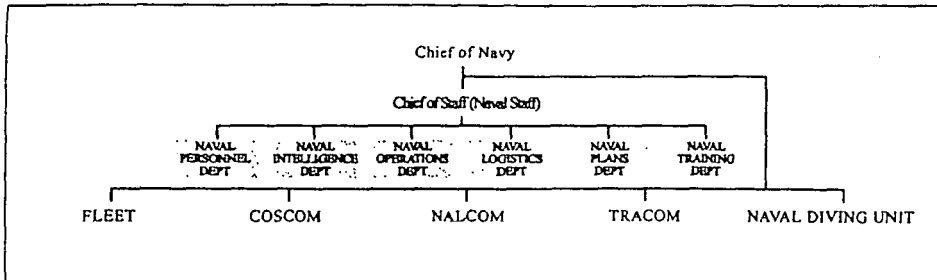 Chief of Navy
Chief of Staff (Naval Staff)
NAVAL PERSONNEL DEPT
NAVAL INTELLIGENCE DEPT
NAVAL OPERATIONS DEPT
NAVAL LOGISTICS DEPT
NAVAL PLANS DEPT
NAVAL TRAINING DEPT
FLEET
COSCOM
NALCOM
TRACOM
NAVAL DIVING UNIT